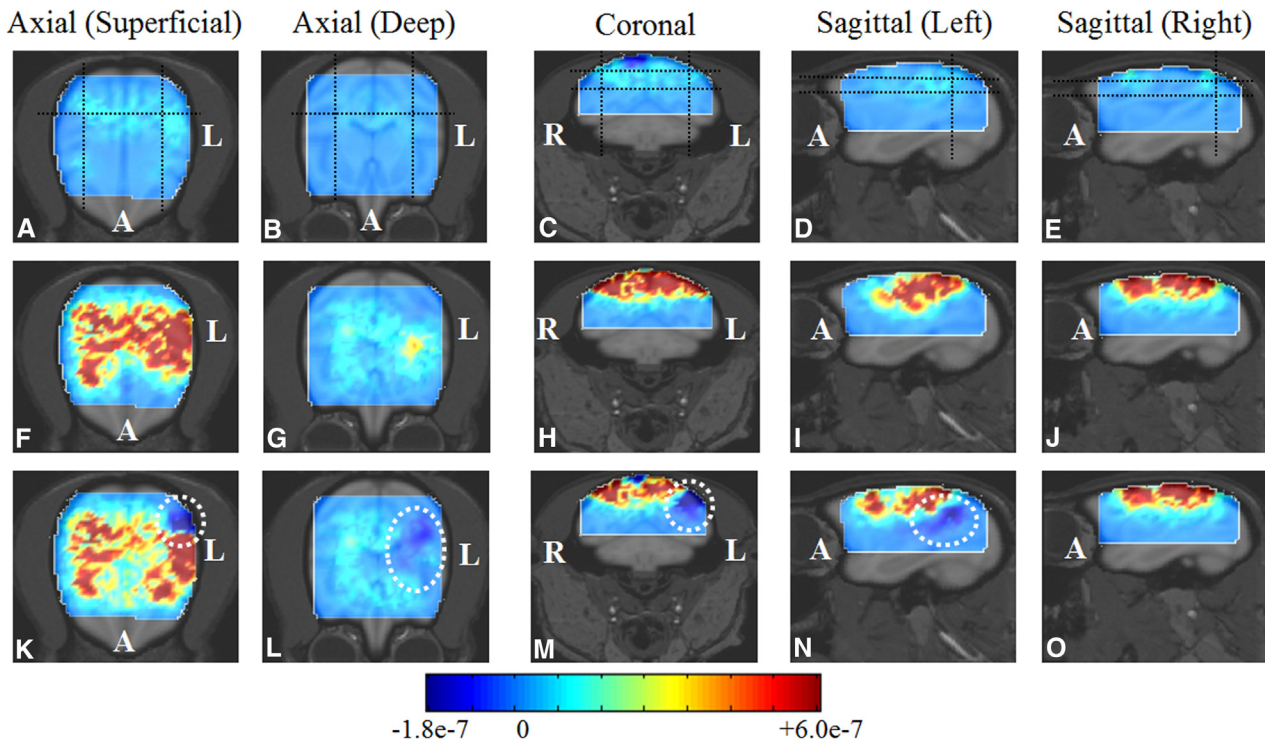 Axial (Superficial) Axial (Deep) Coronal Sagittal (Left) Sagittal (Right)
L L R L A A
A A
A B C D E
L L R L A A
A
F G H I J
L L R L A A
A
K L M N O
-1.8e-7 0 +6.0e-7